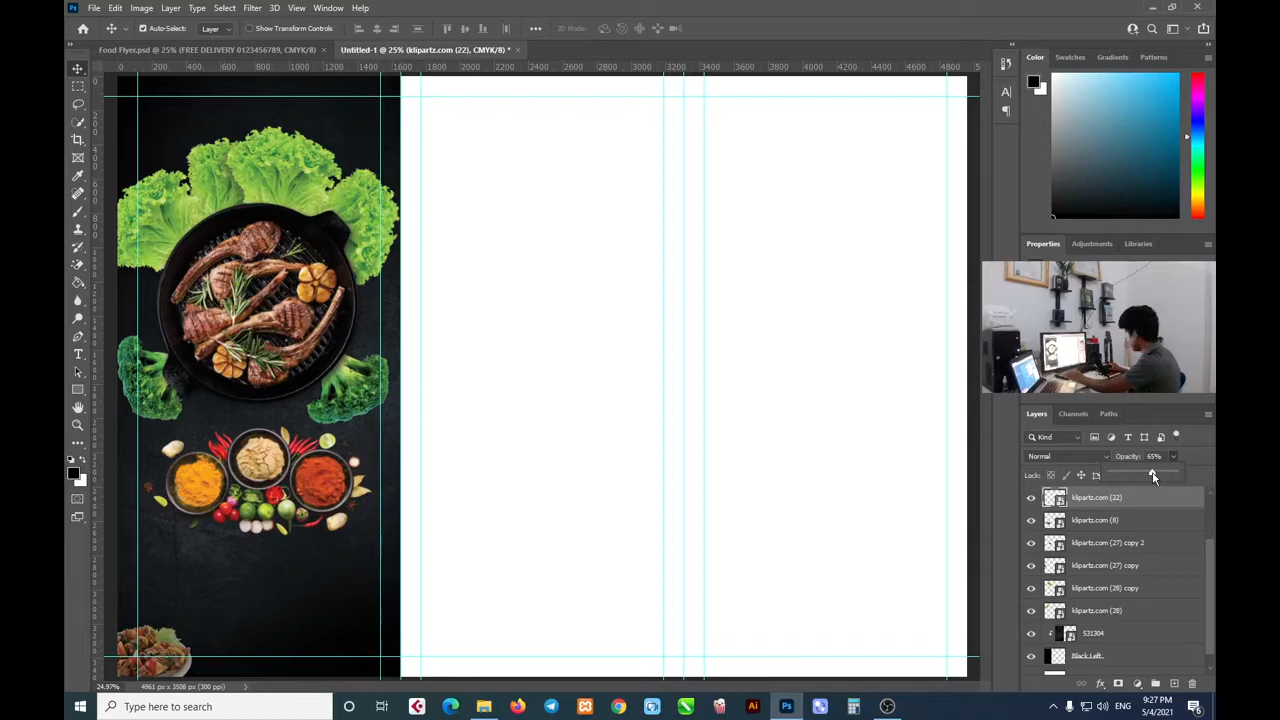 File Edit Image Layer Type Select Filter 3D View Window Help
Auto-Select: Layer Show Transform Controls 3D Mode:
Food Flyer.psd @ 25% (FREE DELIVERY 0123456789, CMYK/8) × Untitled-1 @ 25% (klipartz.com (22), CMYK/8) * ×
0 200 400 600 800 1000 1200 1400 1600 1800 2000 2200 2400 2600 2800 3000 3200 3400 3600 3800 4000 4200 4400 4600 4800
Color Swatches Gradients Patterns
Properties Adjustments Libraries
Layers Channels Paths
Kind
Normal Opacity: 65%
Lock:
klipartz.com (22)
klipartz.com (8)
klipartz.com (27) copy 2
klipartz.com (27) copy
klipartz.com (28) copy
klipartz.com (28)
531304
Black Left
24.97% 4961 px x 3508 px (300 ppi)
Type here to search
ENG 9:27 PM
5/4/2021